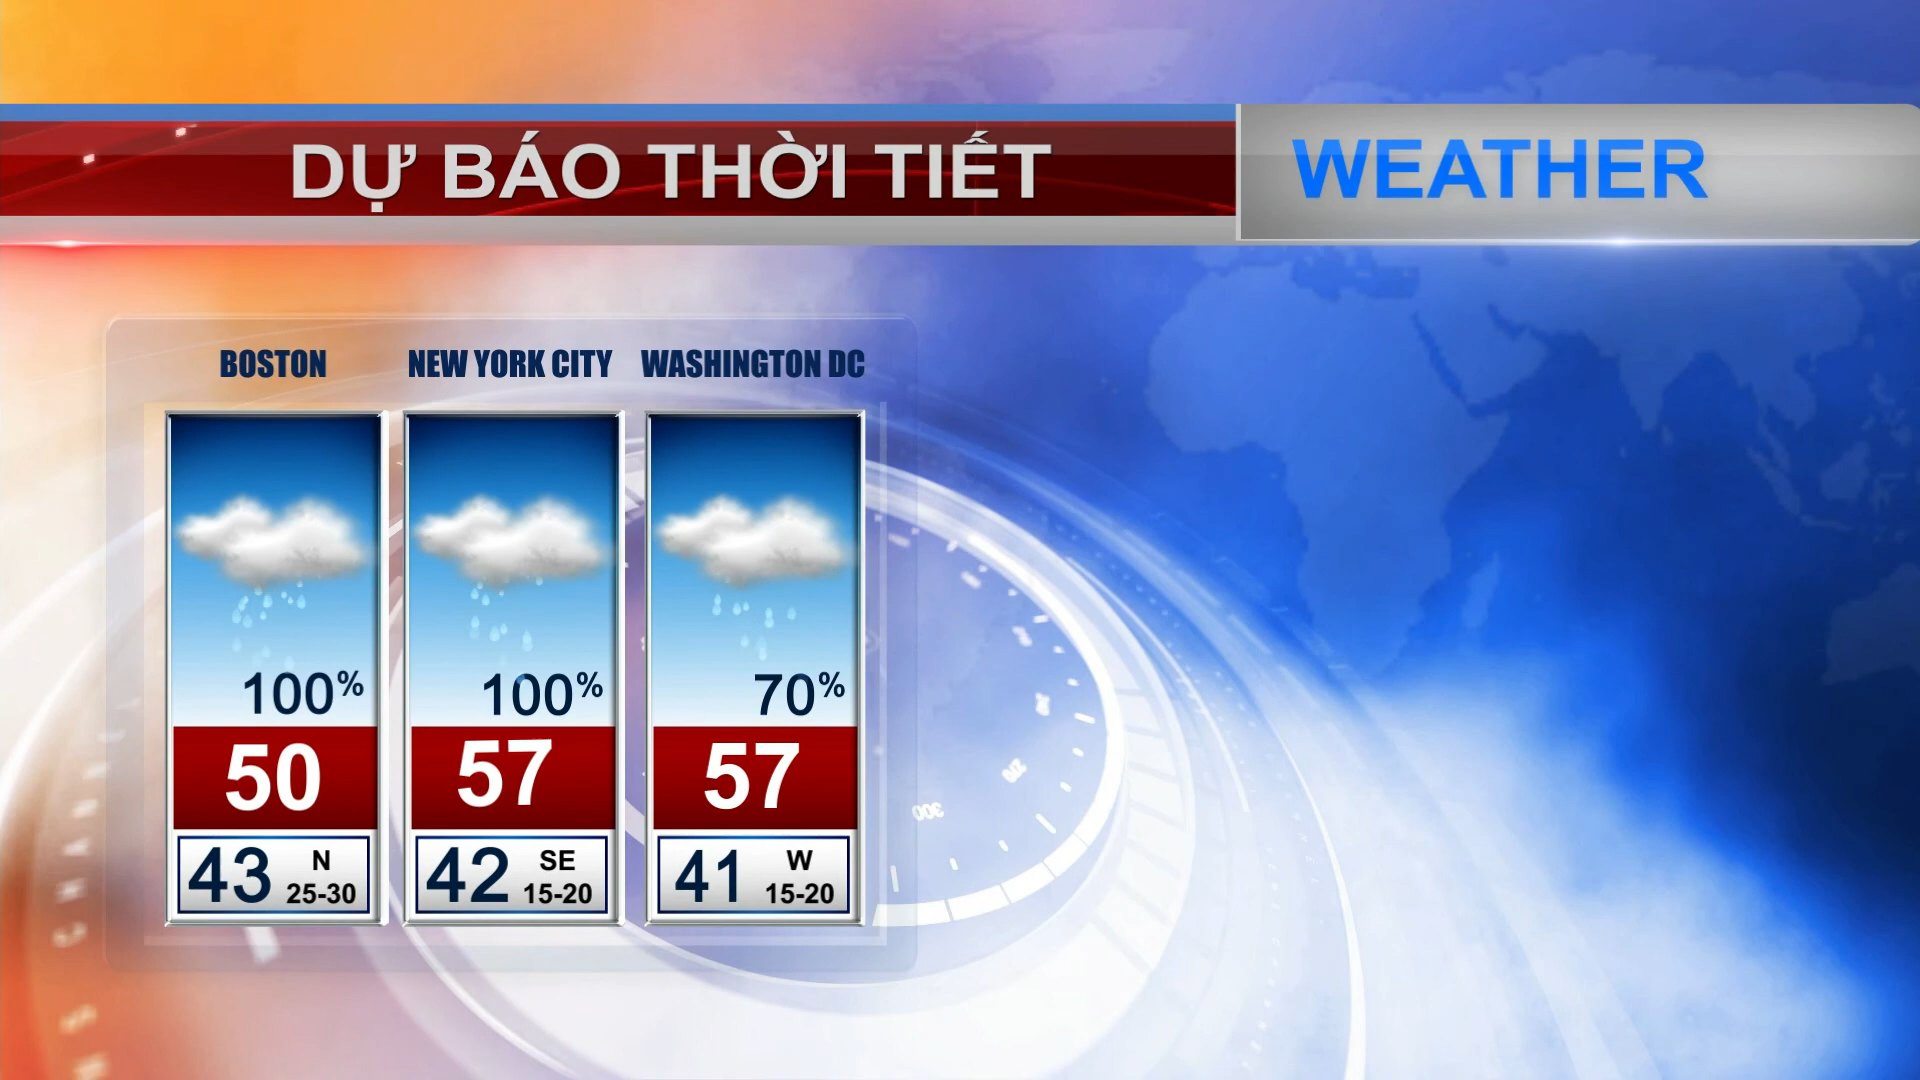 DỰ BÁO THỜI TIẾT
WEATHER
BOSTON
100%
50
43
N
25-30
NEW YORK CITY
100%
57
42
SE
15-20
WASHINGTON DC
70%
57
41
W
15-20
300